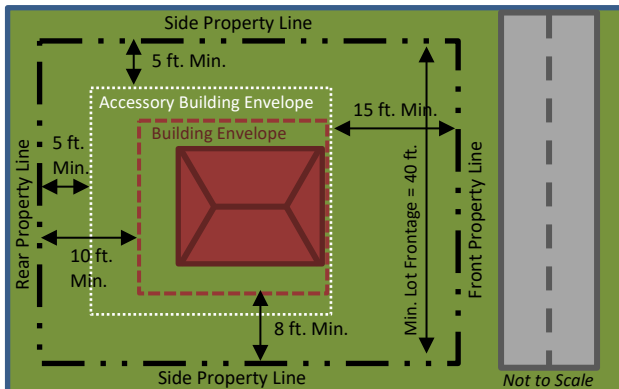 Side Property Line
5 ft. Min.
Accessory Building Envelope
15 ft. Min.
Building Envelope
5 ft.
Min.
Rear Property Line
10 ft.
Min.
8 ft. Min.
Min. Lot Frontage = 40 ft.
Front Property Line
Side Property Line
Not to Scale